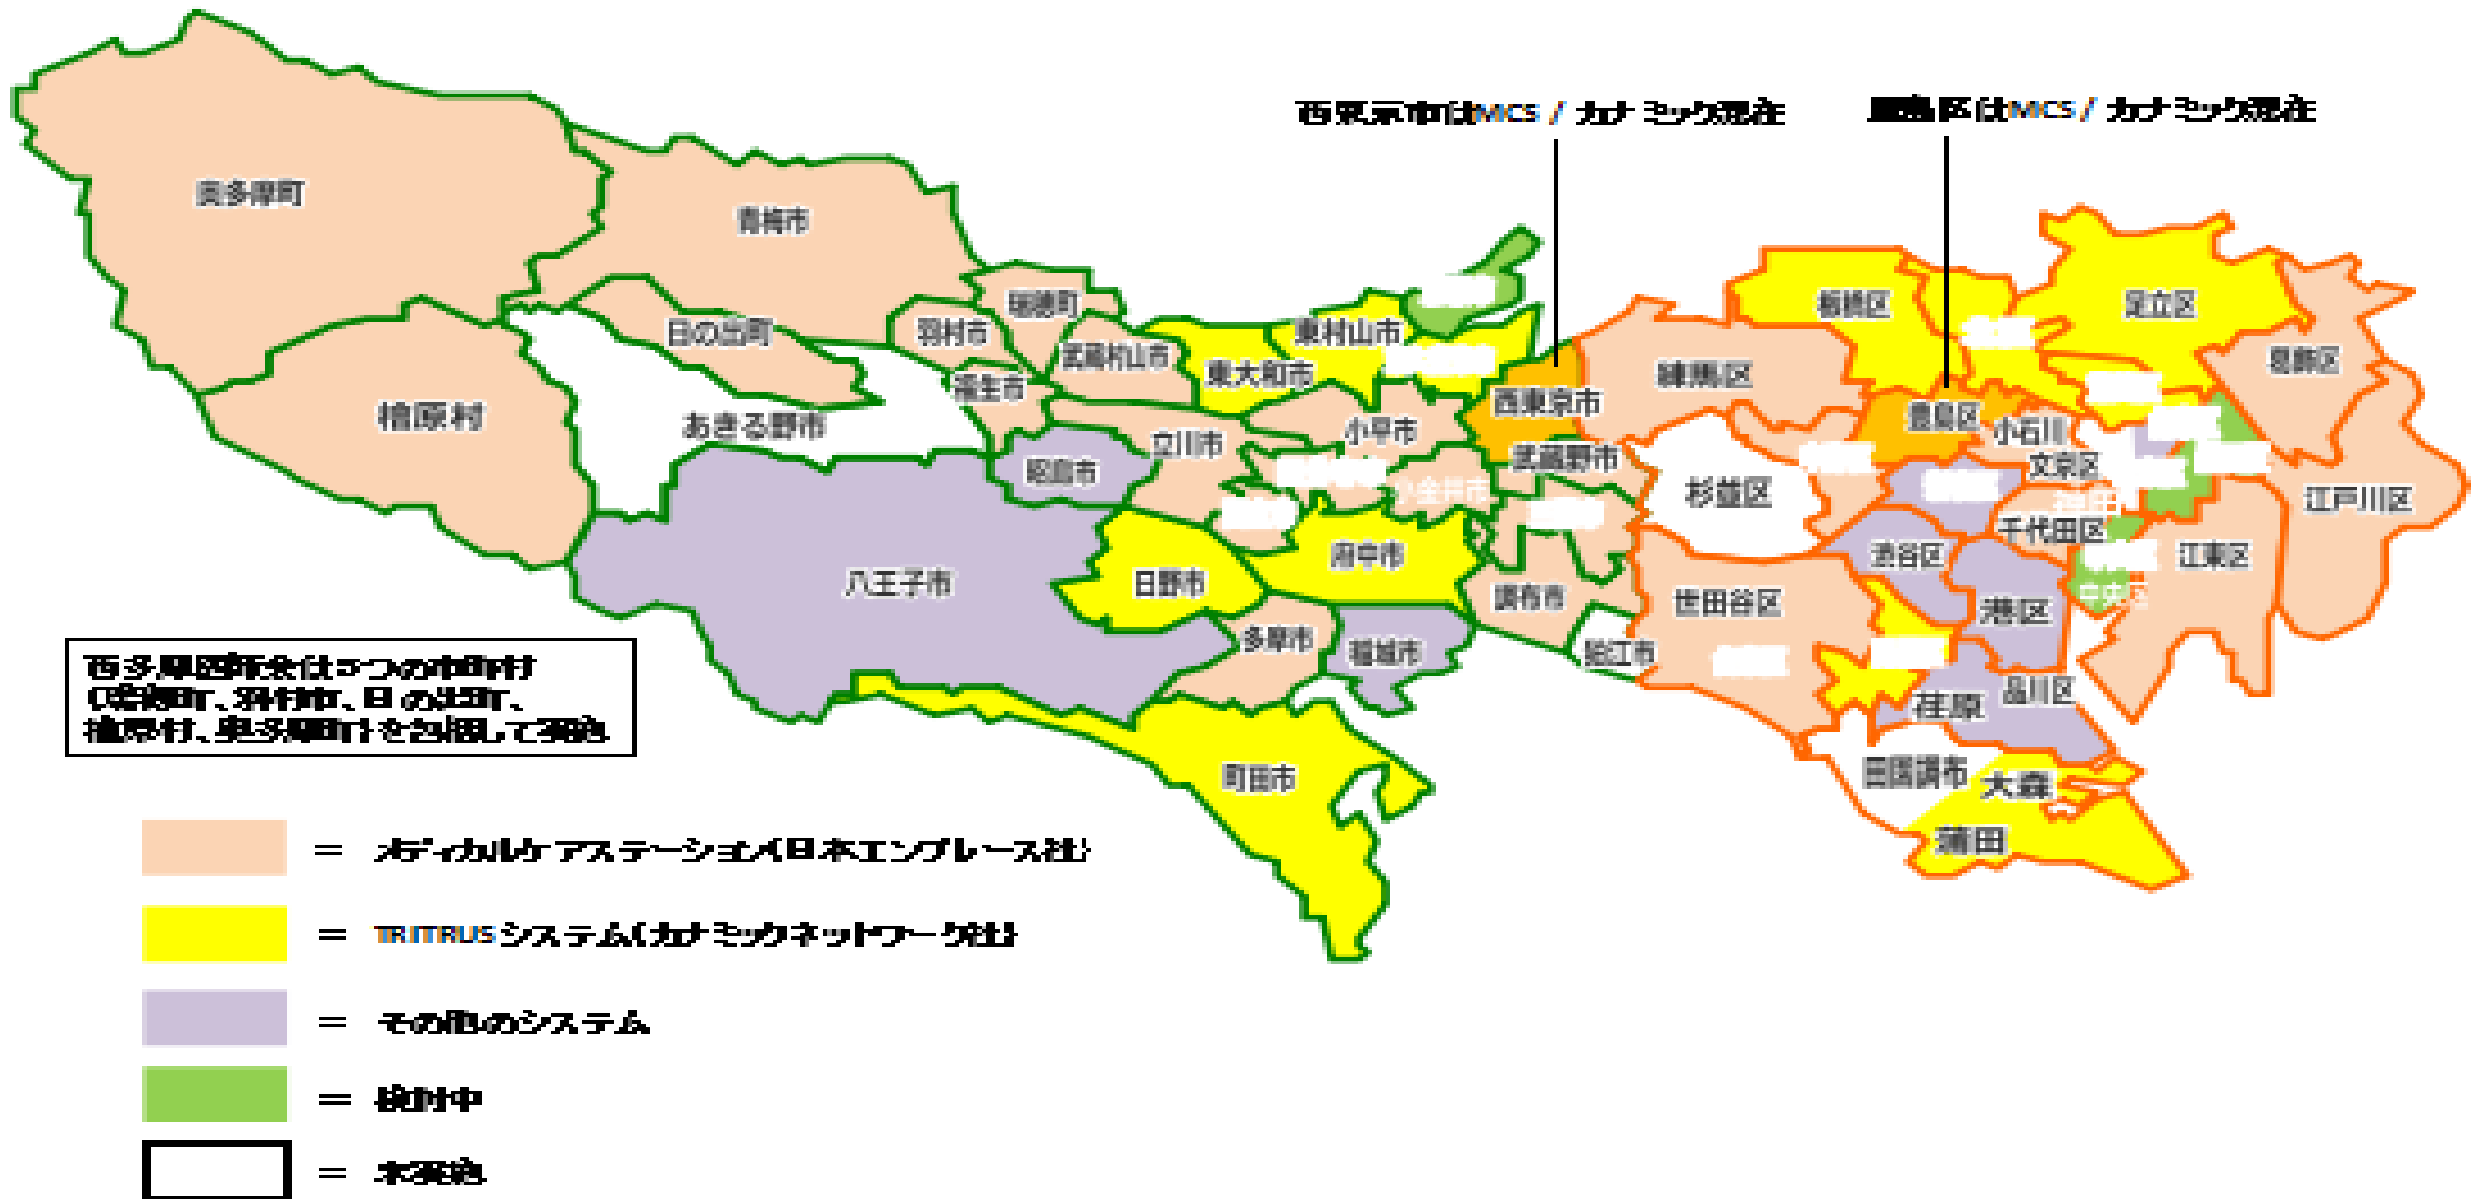 西東京市はMCS / カナミック混在
豊島区はMCS / カナミック混在
奥多摩町
青梅市
瑞穂町
羽村市
日の出町
武蔵村山市
福生市
檜原村
あきる野市
東村山市
東大和市
小平市
立川市
昭島市
小金井市
西東京市
武蔵野市
八王子市
日野市
府中市
調布市
多摩市
稲城市
狛江市
町田市
板橋区
足立区
葛飾区
練馬区
豊島区
小石川
文京区
杉並区
千代田区
江戸川区
江東区
渋谷区
世田谷区
港区
中央区
品川区
荏原
田園調布
大森
蒲田
西多摩医師会は5つの市町村
(瑞穂町、羽村市、日の出町、
檜原村、奥多摩町)を包括して実施
= メディカルケアステーション(日本エンブレース社)
= TRITRUSシステム(カナミックネットワーク社)
= その他のシステム
= 検討中
= 未実施